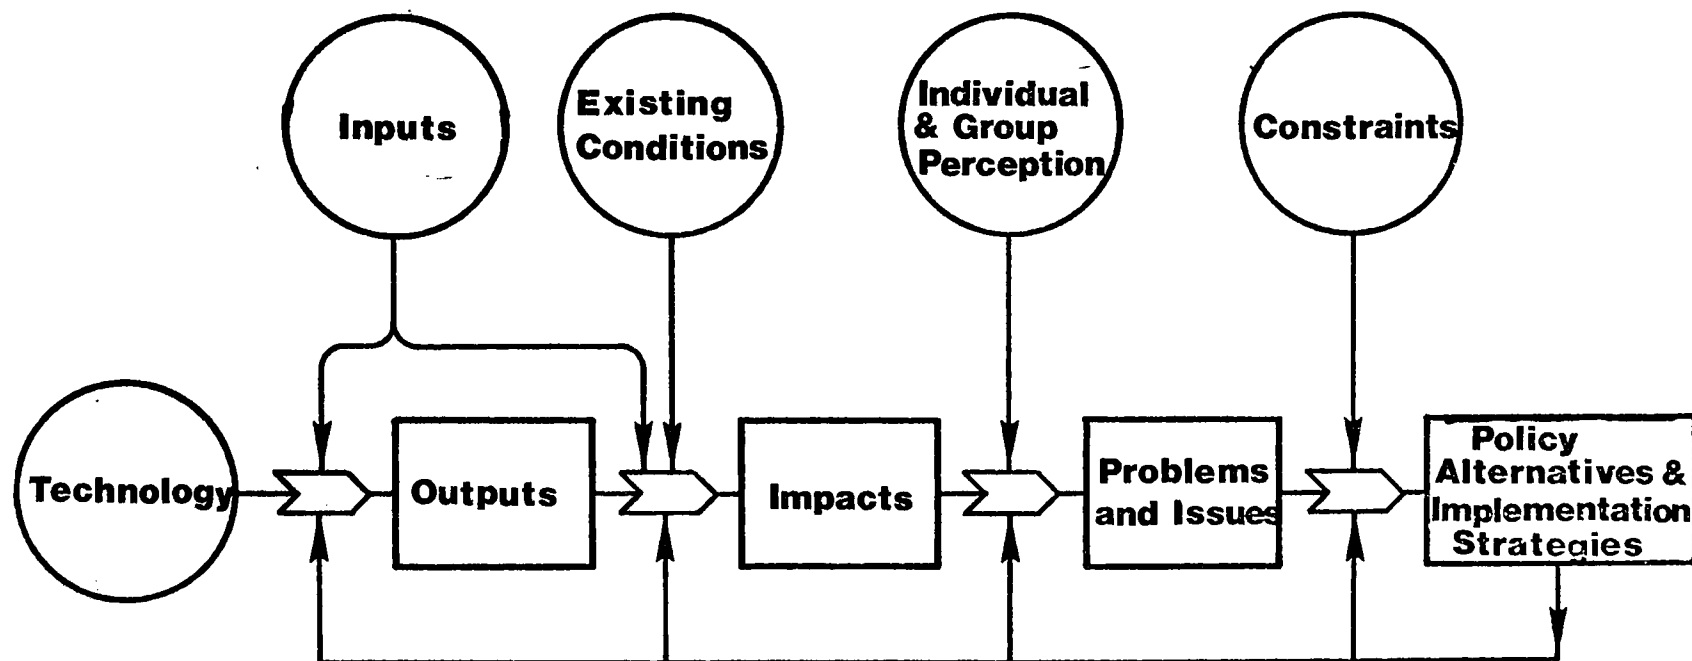 Inputs
Existing
Conditions
Individual
& Group
Perception
Constraints
Technology
Outputs
Impacts
Problems
and Issues
Policy
Alternatives &
Implementation
Strategies